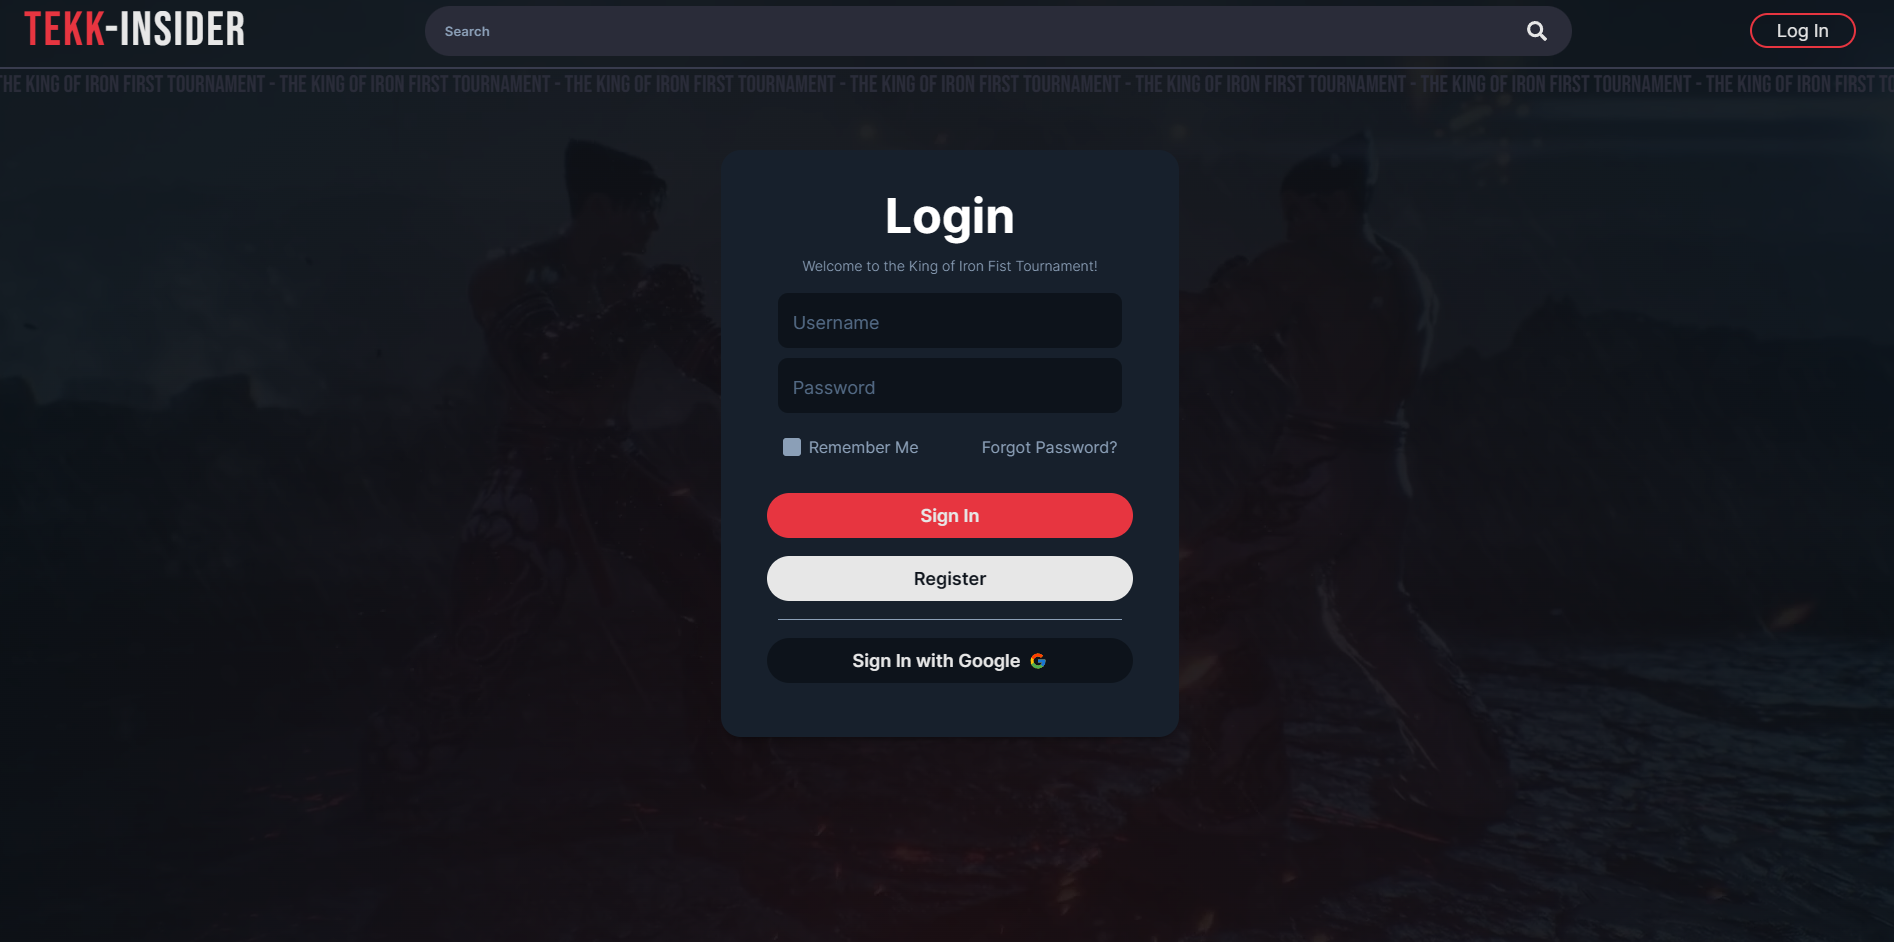 TEKK-INSIDER
Search
Log In
THE KING OF IRON FIRST TOURNAMENT - THE KING OF IRON FIRST TOURNAMENT - THE KING OF IRON FIRST TOURNAMENT - THE KING OF IRON FIRST TOURNAMENT - THE KING OF IRON FIRST TOURNAMENT - THE KING OF IRON FIRST TOURNAMENT - THE KING OF IRON FIRST TO
Login
Welcome to the King of Iron Fist Tournament!
Username
Password
Remember Me Forgot Password?
Sign In
Register
Sign In with Google